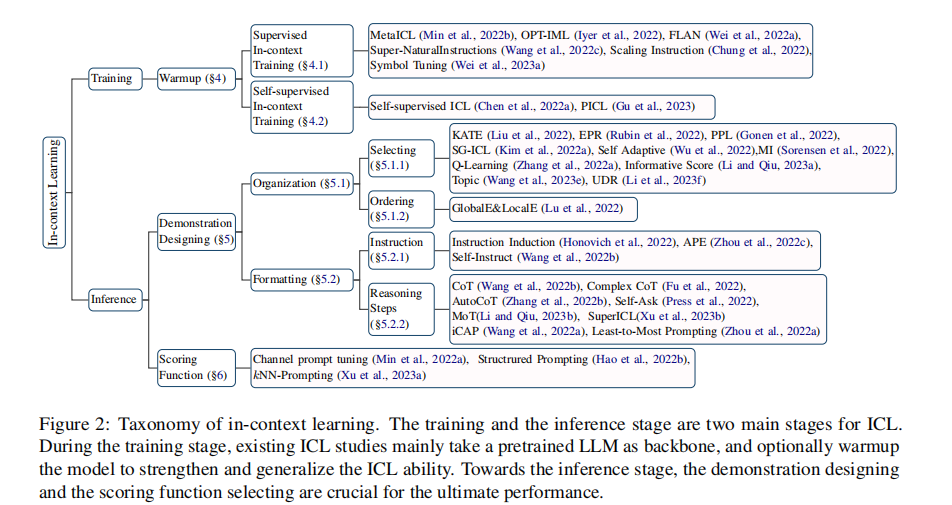 In-context Learning
Training
Warmup (§4)
Supervised
In-context
Training (§4.1)
MetaICL (Min et al., 2022b), OPT-IML (Iyer et al., 2022), FLAN (Wei et al., 2022a),
Super-NaturalInstructions (Wang et al., 2022c), Scaling Instruction (Chung et al., 2022),
Symbol Tuning (Wei et al., 2023a)
Self-supervised
In-context
Training (§4.2)
Self-supervised ICL (Chen et al., 2022a), PICL (Gu et al., 2023)
Inference
Demonstration
Designing (§5)
Organization (§5.1)
Selecting
(§5.1.1)
KATE (Liu et al., 2022), EPR (Rubin et al., 2022), PPL (Gonen et al., 2022),
SG-ICL (Kim et al., 2022a), Self Adaptive (Wu et al., 2022),MI (Sorensen et al., 2022),
Q-Learning (Zhang et al., 2022a), Informative Score (Li and Qiu, 2023a),
Topic (Wang et al., 2023e), UDR (Li et al., 2023f)
Ordering
(§5.1.2)
GlobalE&LocalE (Lu et al., 2022)
Formatting (§5.2)
Instruction
(§5.2.1)
Instruction Induction (Honovich et al., 2022), APE (Zhou et al., 2022c),
Self-Instruct (Wang et al., 2022b)
Reasoning
Steps
(§5.2.2)
CoT (Wang et al., 2022b), Complex CoT (Fu et al., 2022),
AutoCoT (Zhang et al., 2022b), Self-Ask (Press et al., 2022),
MoT(Li and Qiu, 2023b), SuperICL(Xu et al., 2023b)
iCAP (Wang et al., 2022a), Least-to-Most Prompting (Zhou et al., 2022a)
Scoring
Function (§6)
Channel prompt tuning (Min et al., 2022a), Structrured Prompting (Hao et al., 2022b),
kNN-Prompting (Xu et al., 2023a)
Figure 2: Taxonomy of in-context learning. The training and the inference stage are two main stages for ICL.
During the training stage, existing ICL studies mainly take a pretrained LLM as backbone, and optionally warmup
the model to strengthen and generalize the ICL ability. Towards the inference stage, the demonstration designing
and the scoring function selecting are crucial for the ultimate performance.